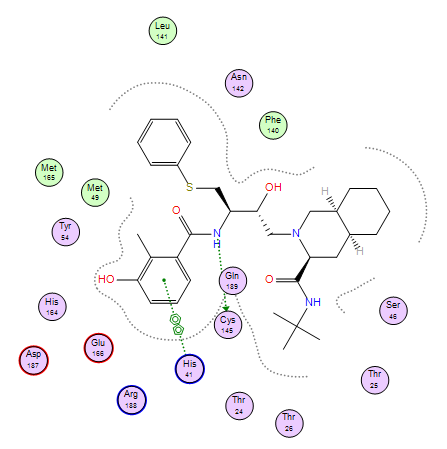 Leu
141
Asn
142
Phe
140
Met
165
Met
49
Tyr
54
S
OH
H
O
NH
N
H
HO
Gln
189
O
NH
His
164
Cys
145
Ser
46
Glu
166
Asp
187
His
41
Arg
188
Thr
25
Thr
24
Thr
26